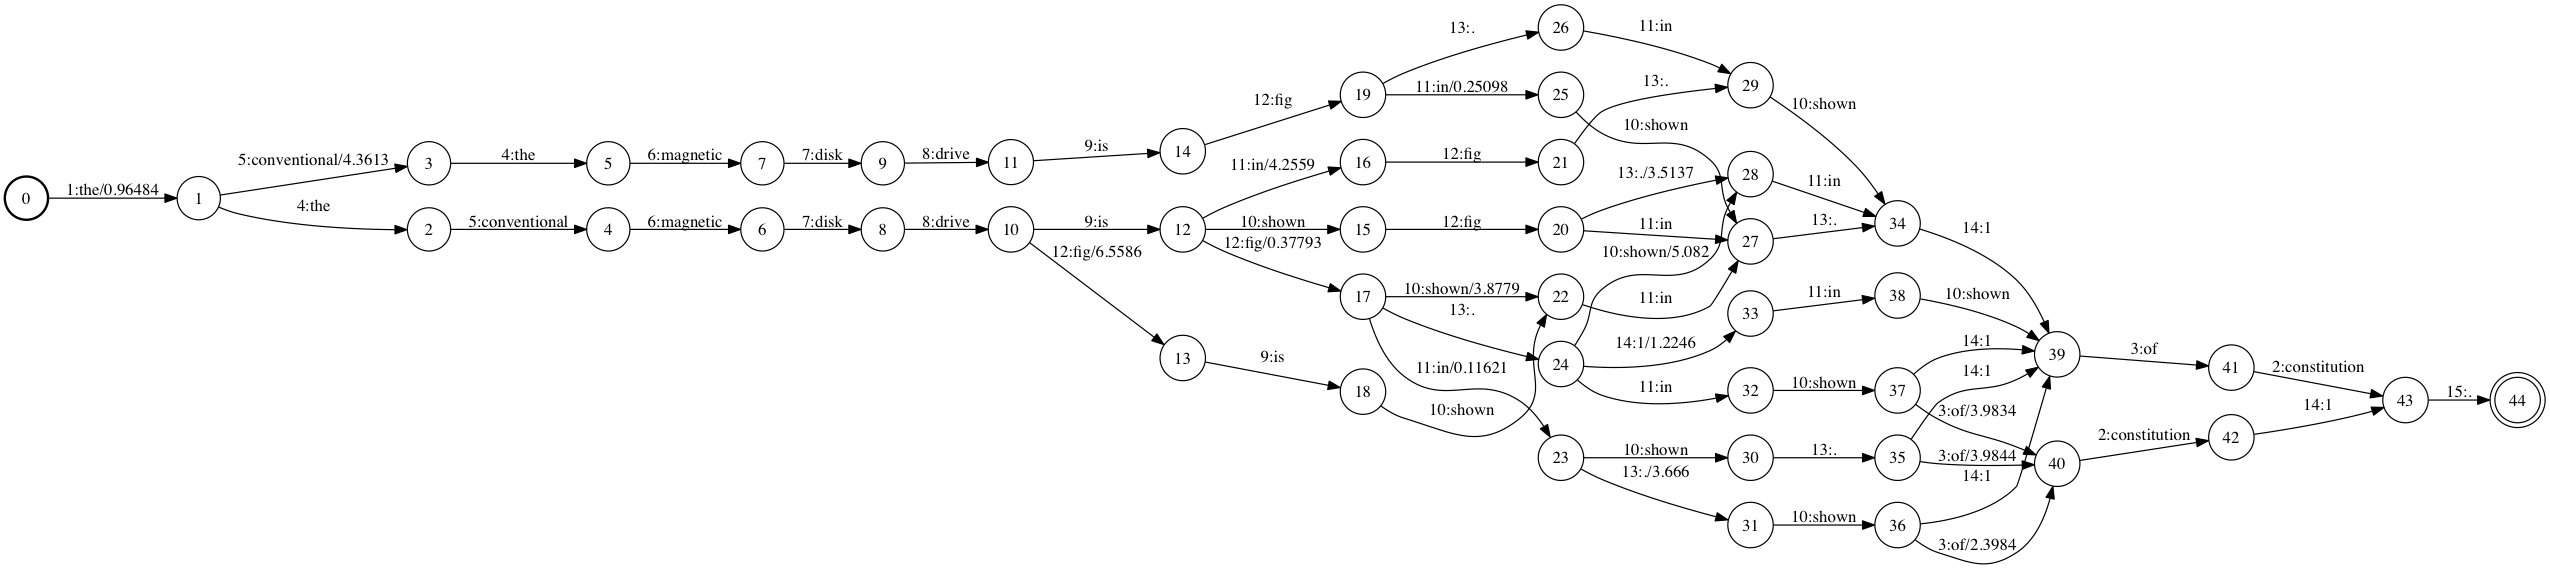 0
1:the/0.96484
1
5:conventional/4.3613
3
4:the
5
6:magnetic
7
7:disk
9
8:drive
11
9:is
14
12:fig
19
13:.
26
11:in
29
11:in/0.25098
25
10:shown
13:.
10:shown
4:the
2
5:conventional
4
6:magnetic
6
7:disk
8
8:drive
10
9:is
12
11:in/4.2559
16
12:fig
21
10:shown
15
12:fig
20
13:./3.5137
28
11:in
34
14:1
11:in
27
13:.
12:fig/0.37793
17
10:shown/3.8779
22
11:in
13:.
24
10:shown/5.082
14:1/1.2246
33
11:in
38
10:shown
39
3:of
41
2:constitution
43
15:.
44
12:fig/6.5586
13
9:is
18
10:shown
11:in/0.11621
23
11:in
32
10:shown
37
14:1
3:of/3.9834
10:shown
30
13:.
35
14:1
3:of/3.9844
40
2:constitution
42
14:1
13:./3.666
31
10:shown
36
14:1
3:of/2.3984